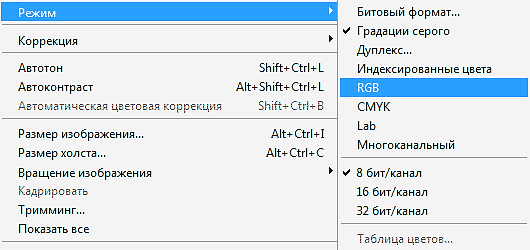 Режим
Коррекция
Автотон Shift+Ctrl+L
Автоконтраст Alt+Shift+Ctrl+L
Автоматическая цветовая коррекция Shift+Ctrl+B
Размер изображения... Alt+Ctrl+I
Размер холста... Alt+Ctrl+C
Вращение изображения
Кадрировать
Тримминг...
Показать все
Битовый формат...
Градации серого
Дуплекс...
Индексированные цвета
RGB
CMYK
Lab
Многоканальный
8 бит/канал
16 бит/канал
32 бит/канал
Таблица цветов...